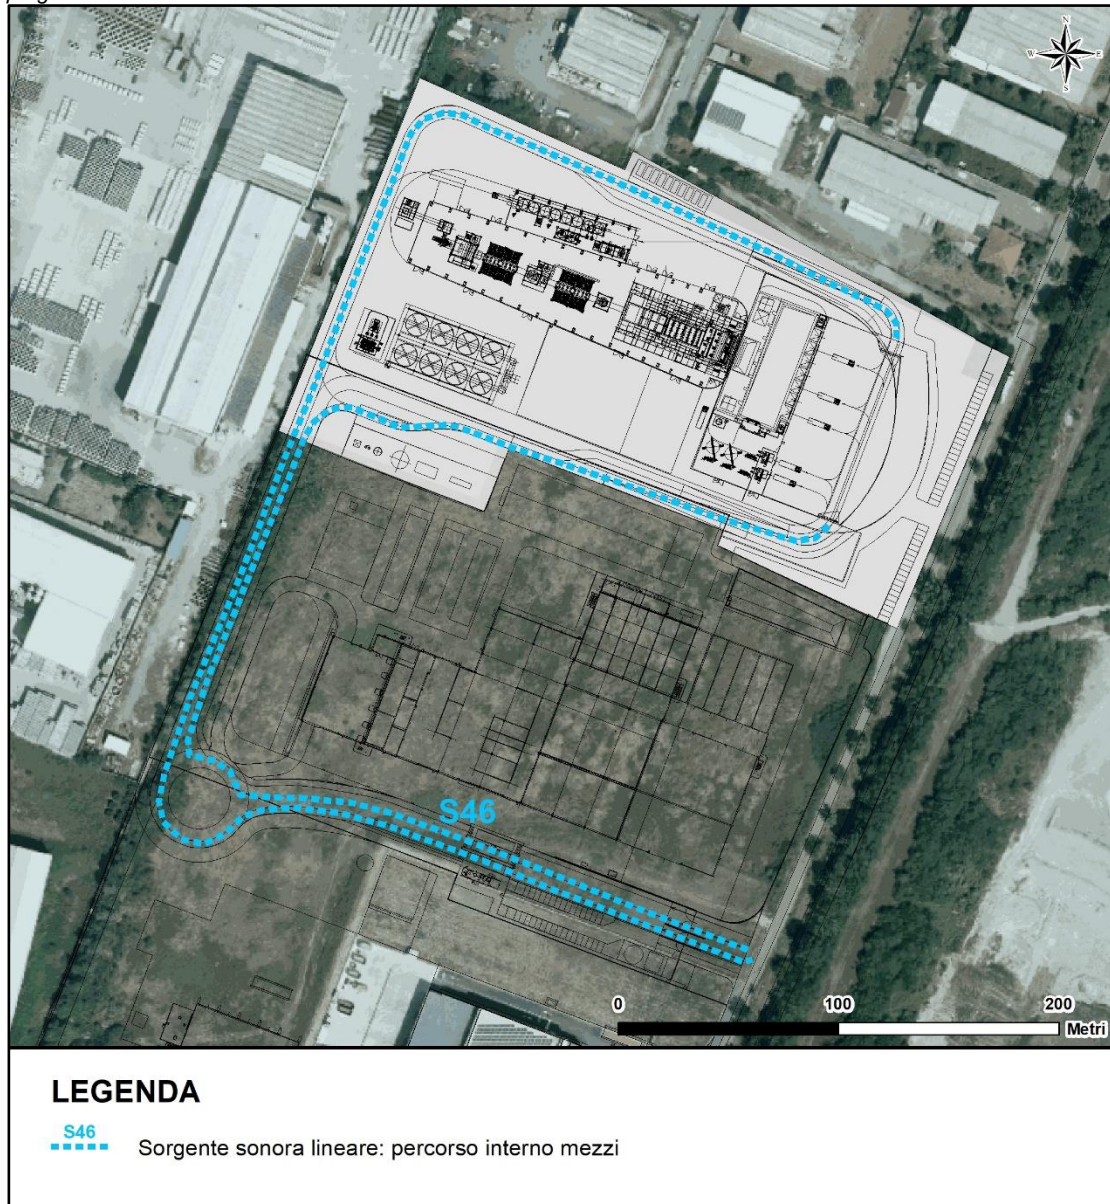 N
W E
S
S46
0 100 200
Metri
LEGENDA
S46
Sorgente sonora lineare: percorso interno mezzi